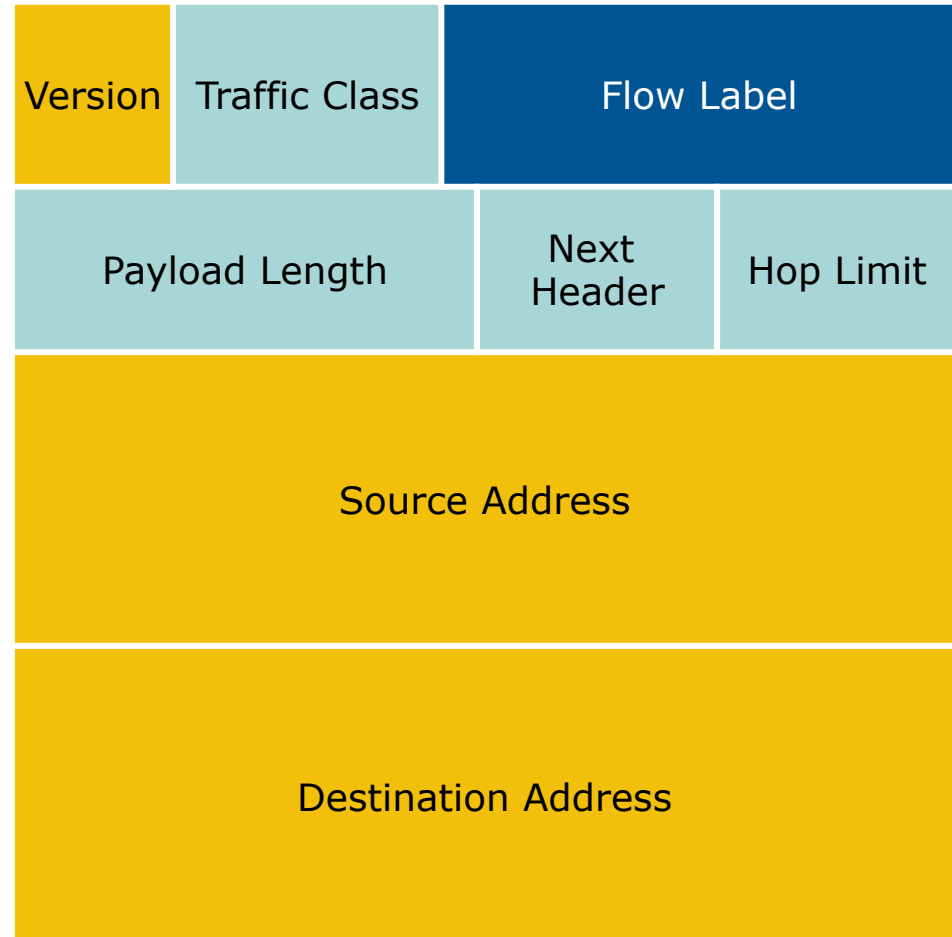 Version
Traffic Class
Flow Label
Payload Length
Next
Header
Hop Limit
Source Address
Destination Address